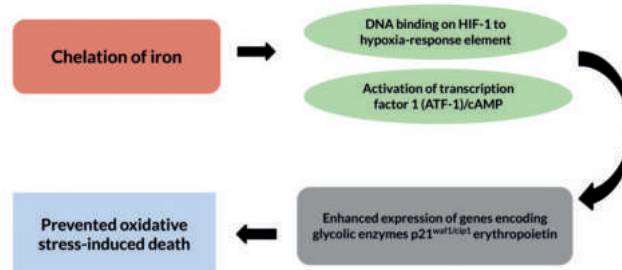 Chelation of iron
DNA binding on HIF-1 to
hypoxia-response element
Activation of transcription
factor 1 (ATF-1)/cAMP
Enhanced expression of genes encoding
glycolic enzymes p21waf1/cip1 erythropoietin
Prevented oxidative
stress-induced death